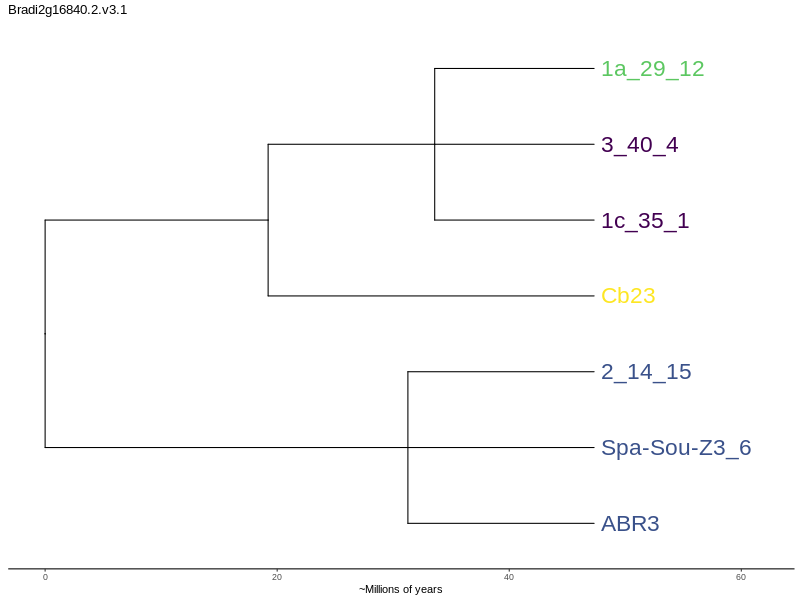 Bradi2g16840.2.v3.1
1a_29_12
3_40_4
1c_35_1
Cb23
2_14_15
Spa-Sou-Z3_6
ABR3
0 20 40 60
~Millions of years